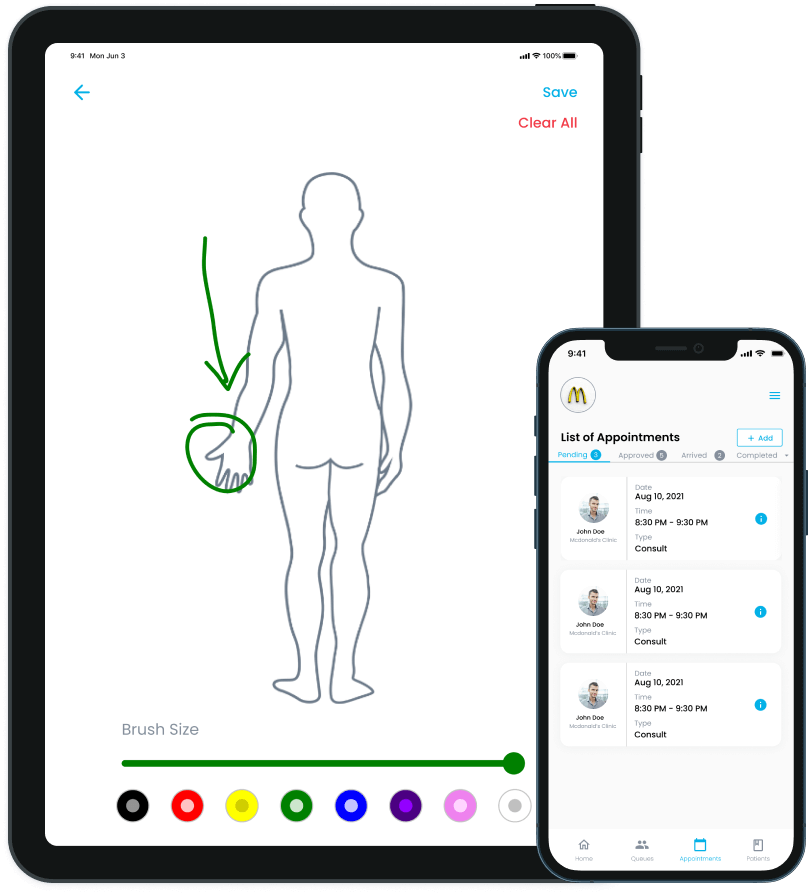 9:41 Mon Jun 3
100%
Save
Clear All
Brush Size
9:41
M
List of Appointments
+ Add
Pending 3
Approved 5
Arrived 2
Completed
Date
Aug 10, 2021
Time
8:30 PM - 9:30 PM
Type
Consult
John Doe
Mcdonald's Clinic
Date
Aug 10, 2021
Time
8:30 PM - 9:30 PM
Type
Consult
John Doe
Mcdonald's Clinic
Date
Aug 10, 2021
Time
8:30 PM - 9:30 PM
Type
Consult
John Doe
Mcdonald's Clinic
Home
Queues
Appointments
Patients